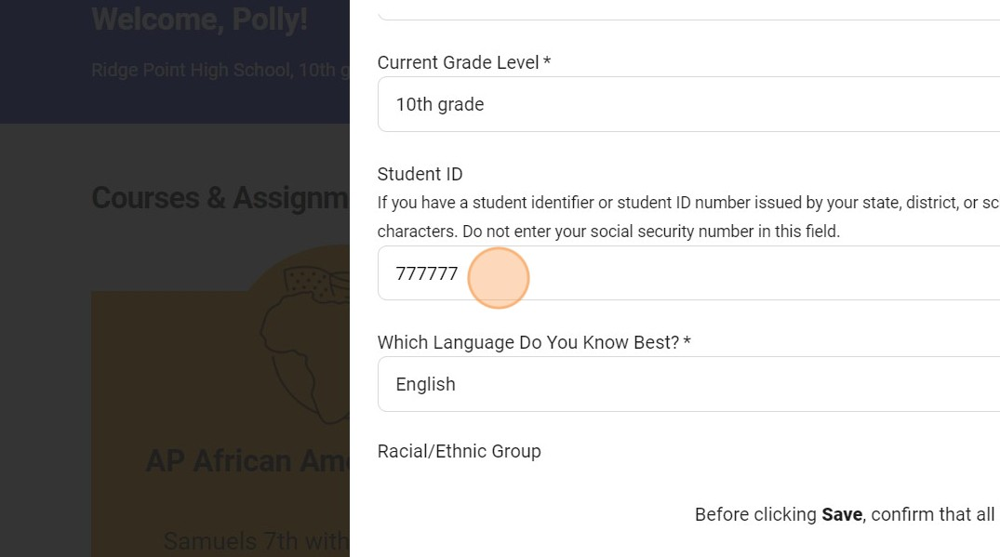 Welcome, Polly!
Ridge Point High School, 10th g
Courses & Assignm
AP African Ame
Samuels 7th with
Current Grade Level *
10th grade
Student ID
If you have a student identifier or student ID number issued by your state, district, or sc
characters. Do not enter your social security number in this field.
777777
Which Language Do You Know Best? *
English
Racial/Ethnic Group
Before clicking Save, confirm that all